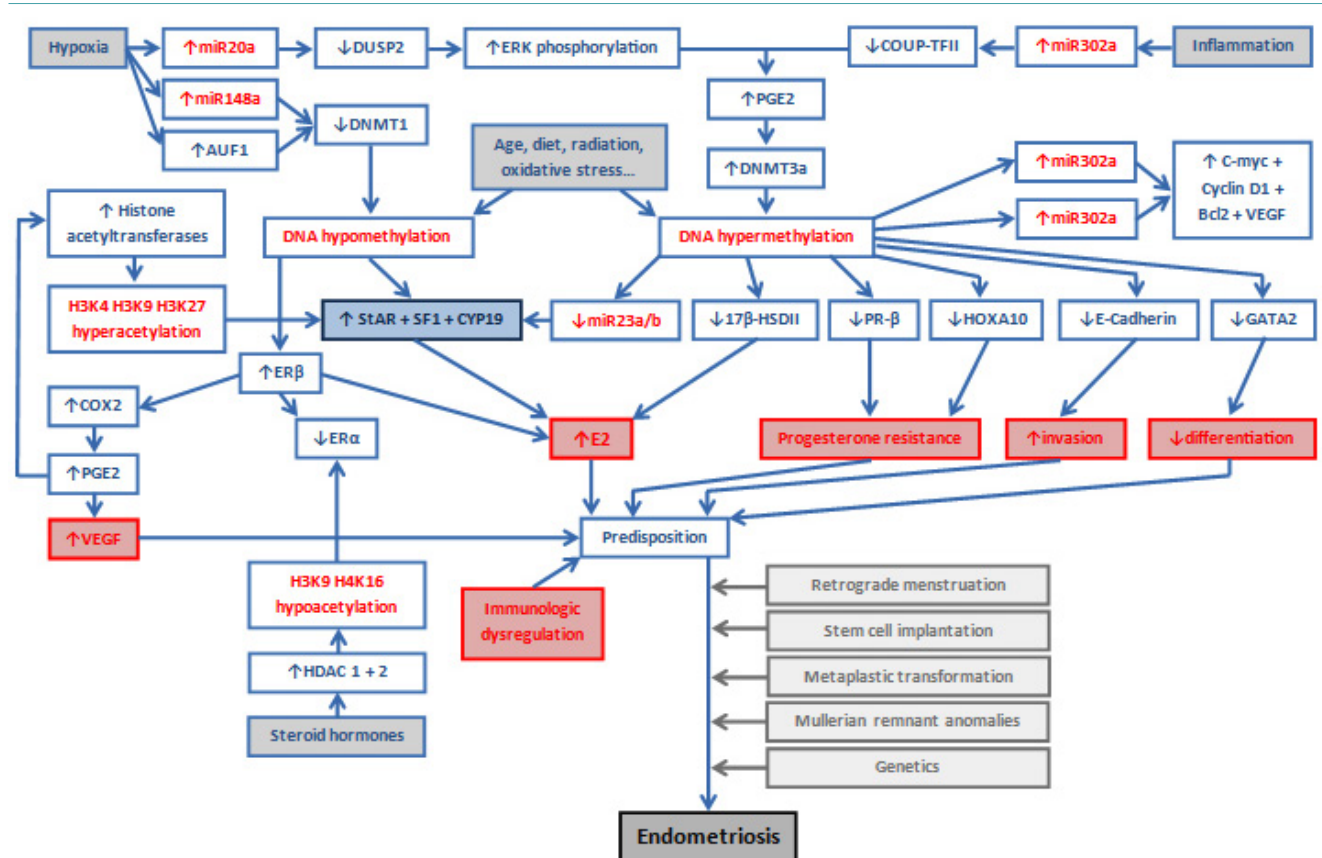 Hypoxia
↑miR20a
↓DUSP2
↑ERK phosphorylation
↓COUP-TFII
↑miR302a
Inflammation
↑miR148a
↑PGE2
↓DNMT1
↑AUF1
Age, diet, radiation,
oxidative stress...
↑DNMT3a
↑miR302a
↑ C-myc +
Cyclin D1 +
Bcl2 + VEGF
↑ Histone
acetyltransferases
DNA hypomethylation
DNA hypermethylation
↑miR302a
H3K4 H3K9 H3K27
hyperacetylation
↑ StAR + SF1 + CYP19
↓miR23a/b
↓17β-HSDII
↓PR-β
↓HOXA10
↓E-Cadherin
↓GATA2
↑ERβ
↑COX2
↓ERα
↑E2
Progesterone resistance
↑invasion
↓differentiation
↑PGE2
↑VEGF
Predisposition
H3K9 H4K16
hypoacetylation
Immunologic
dysregulation
Retrograde menstruation
Stem cell implantation
↑HDAC 1 + 2
Metaplastic transformation
Steroid hormones
Mullerian remnant anomalies
Genetics
Endometriosis